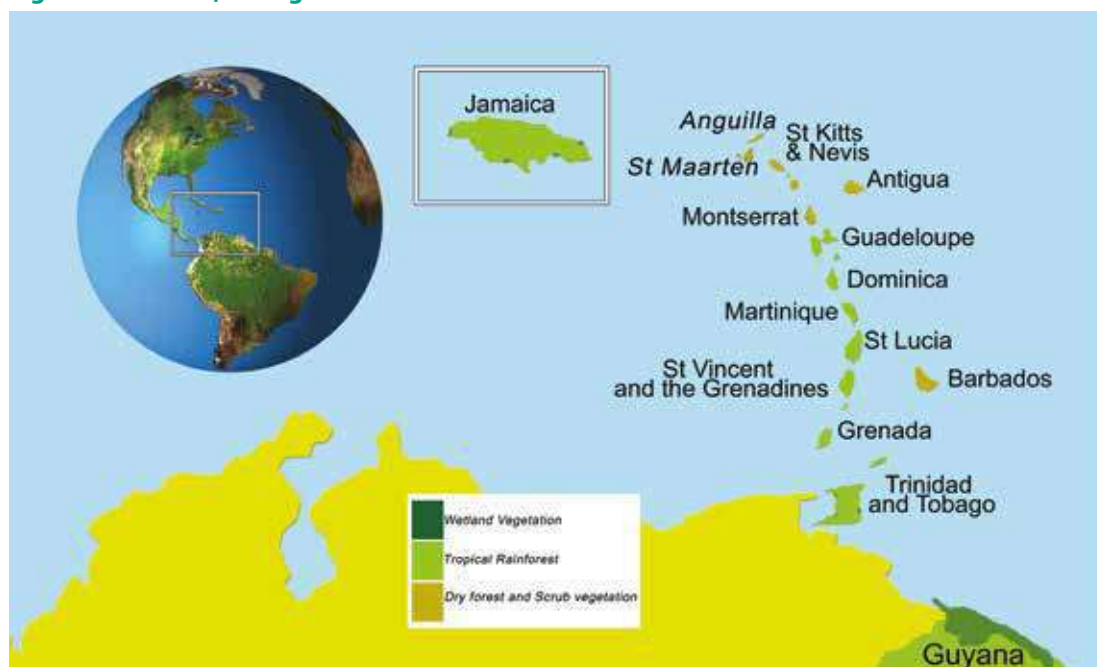 Jamaica
Anguilla
St Kitts
& Nevis
St Maarten
Antigua
Montserrat
Guadeloupe
Dominica
Martinique
St Lucia
St Vincent
and the Grenadines
Barbados
Grenada
Trinidad
and Tobago
Wetland Vegetation
Tropical Rainforest
Dry forest and Scrub vegetation
Guyana